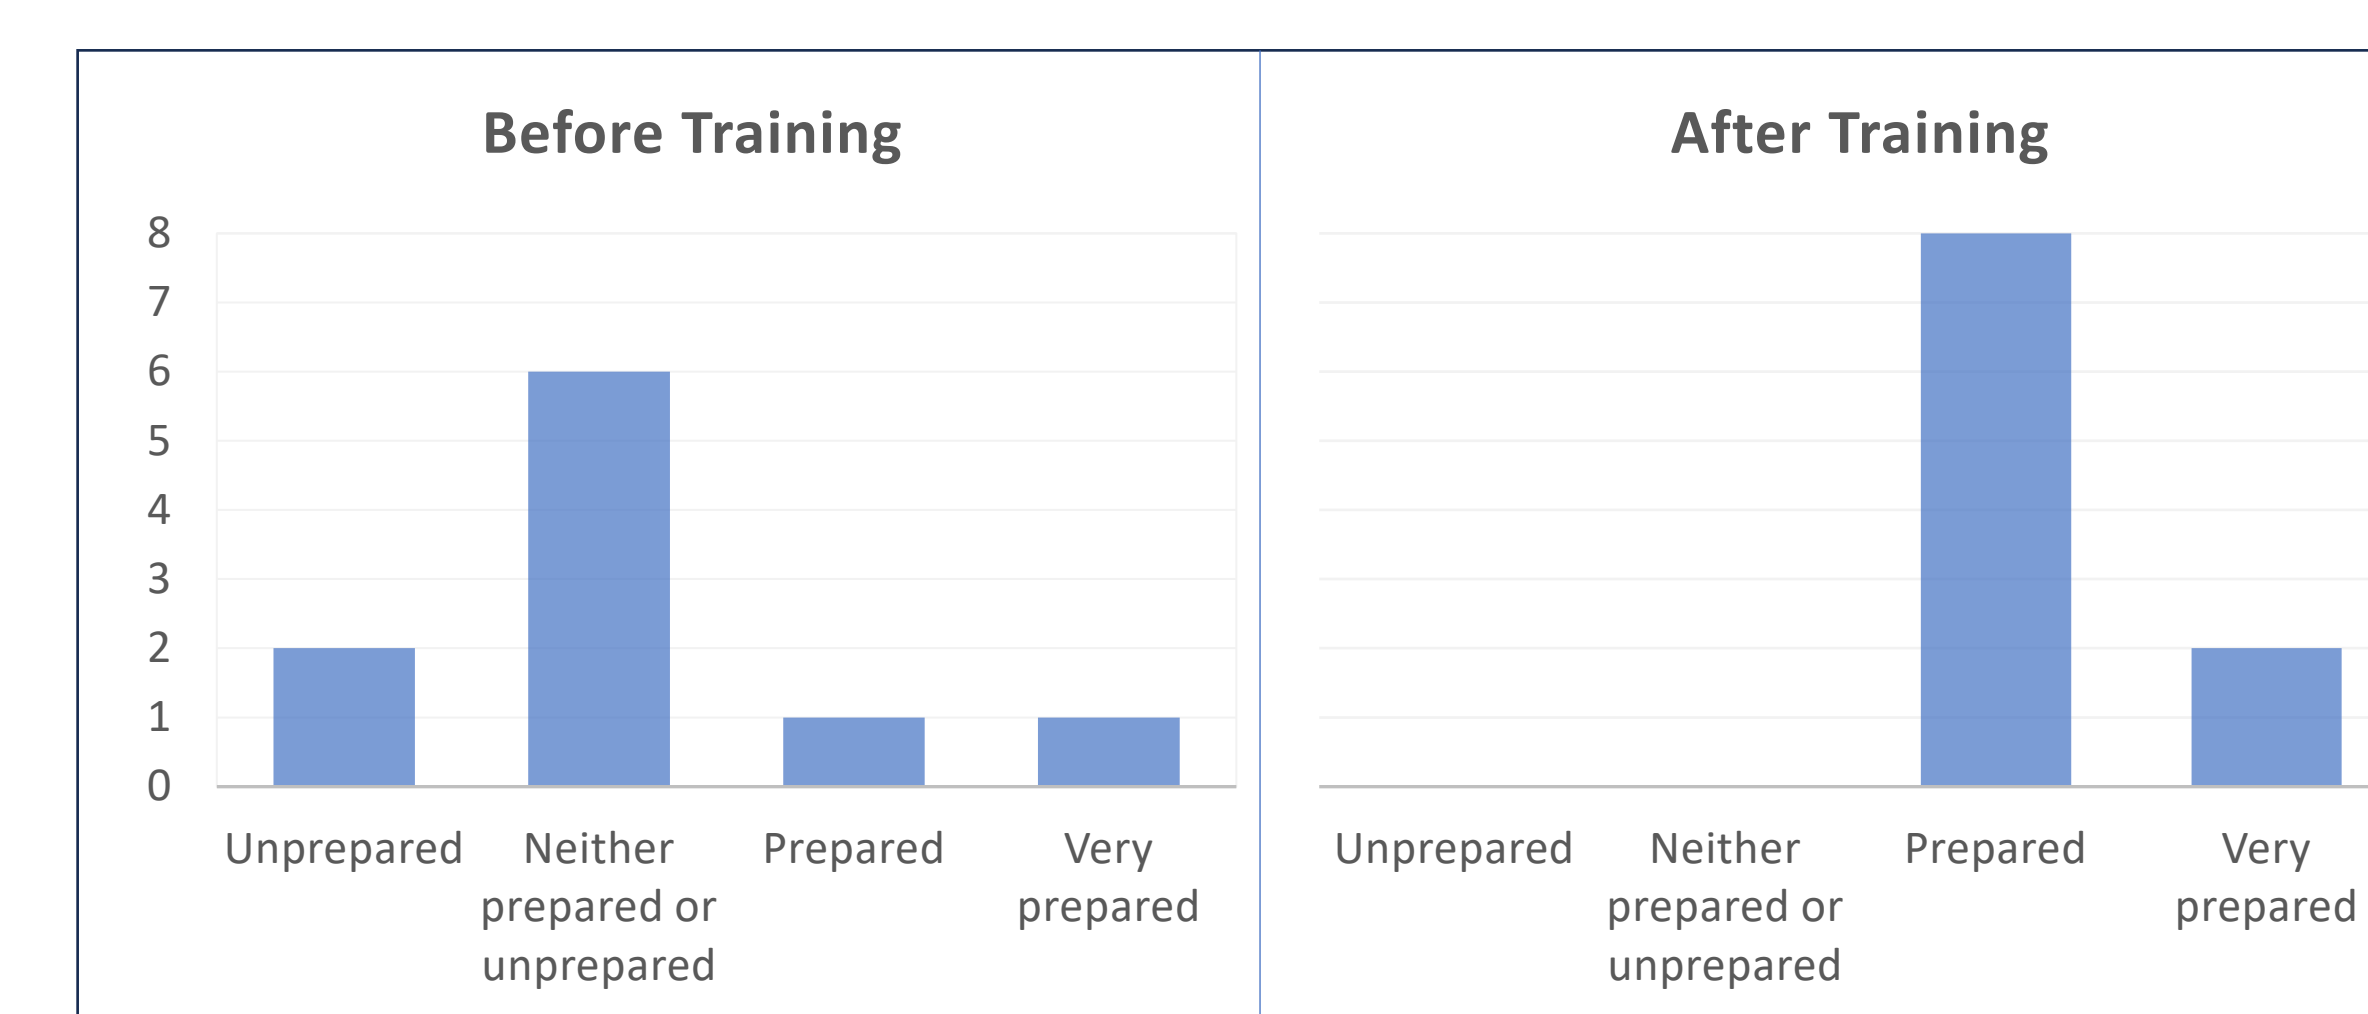 Before Training
8
7
6
5
4
3
2
1
0
Unprepared
Neither
prepared or
unprepared
Prepared
Very
prepared
After Training
Unprepared
Neither
prepared or
unprepared
Prepared
Very
prepared